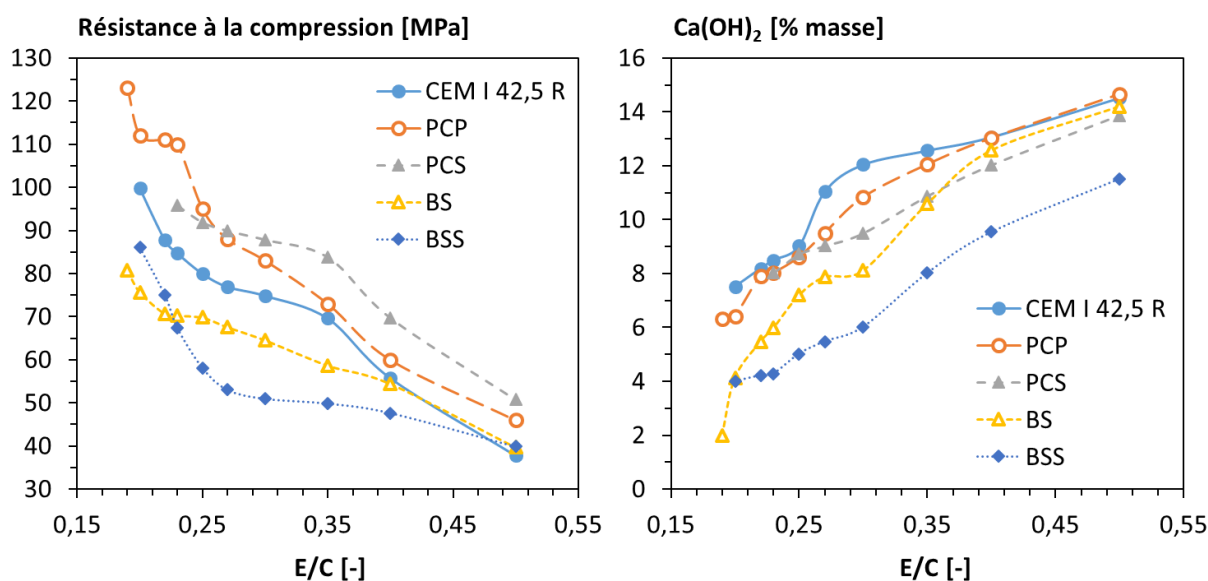 Résistance à la compression [MPa]
130
120
110
100
90
80
70
60
50
40
30
0,15
0,25
0,35
0,45
0,55
E/C [-]
CEM I 42,5 R
PCP
PCS
BS
BSS
Ca(OH)₂ [% masse]
16
14
12
10
8
6
4
2
0
0,15
0,25
0,35
0,45
0,55
E/C [-]
CEM I 42,5 R
PCP
PCS
BS
BSS